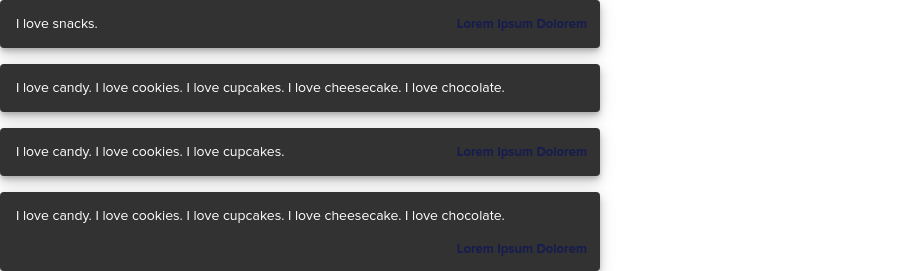 I love snacks. Lorem Ipsum Dolorem
I love candy. I love cookies. I love cupcakes. I love cheesecake. I love chocolate.
I love candy. I love cookies. I love cupcakes. Lorem Ipsum Dolorem
I love candy. I love cookies. I love cupcakes. I love cheesecake. I love chocolate.
Lorem Ipsum Dolorem